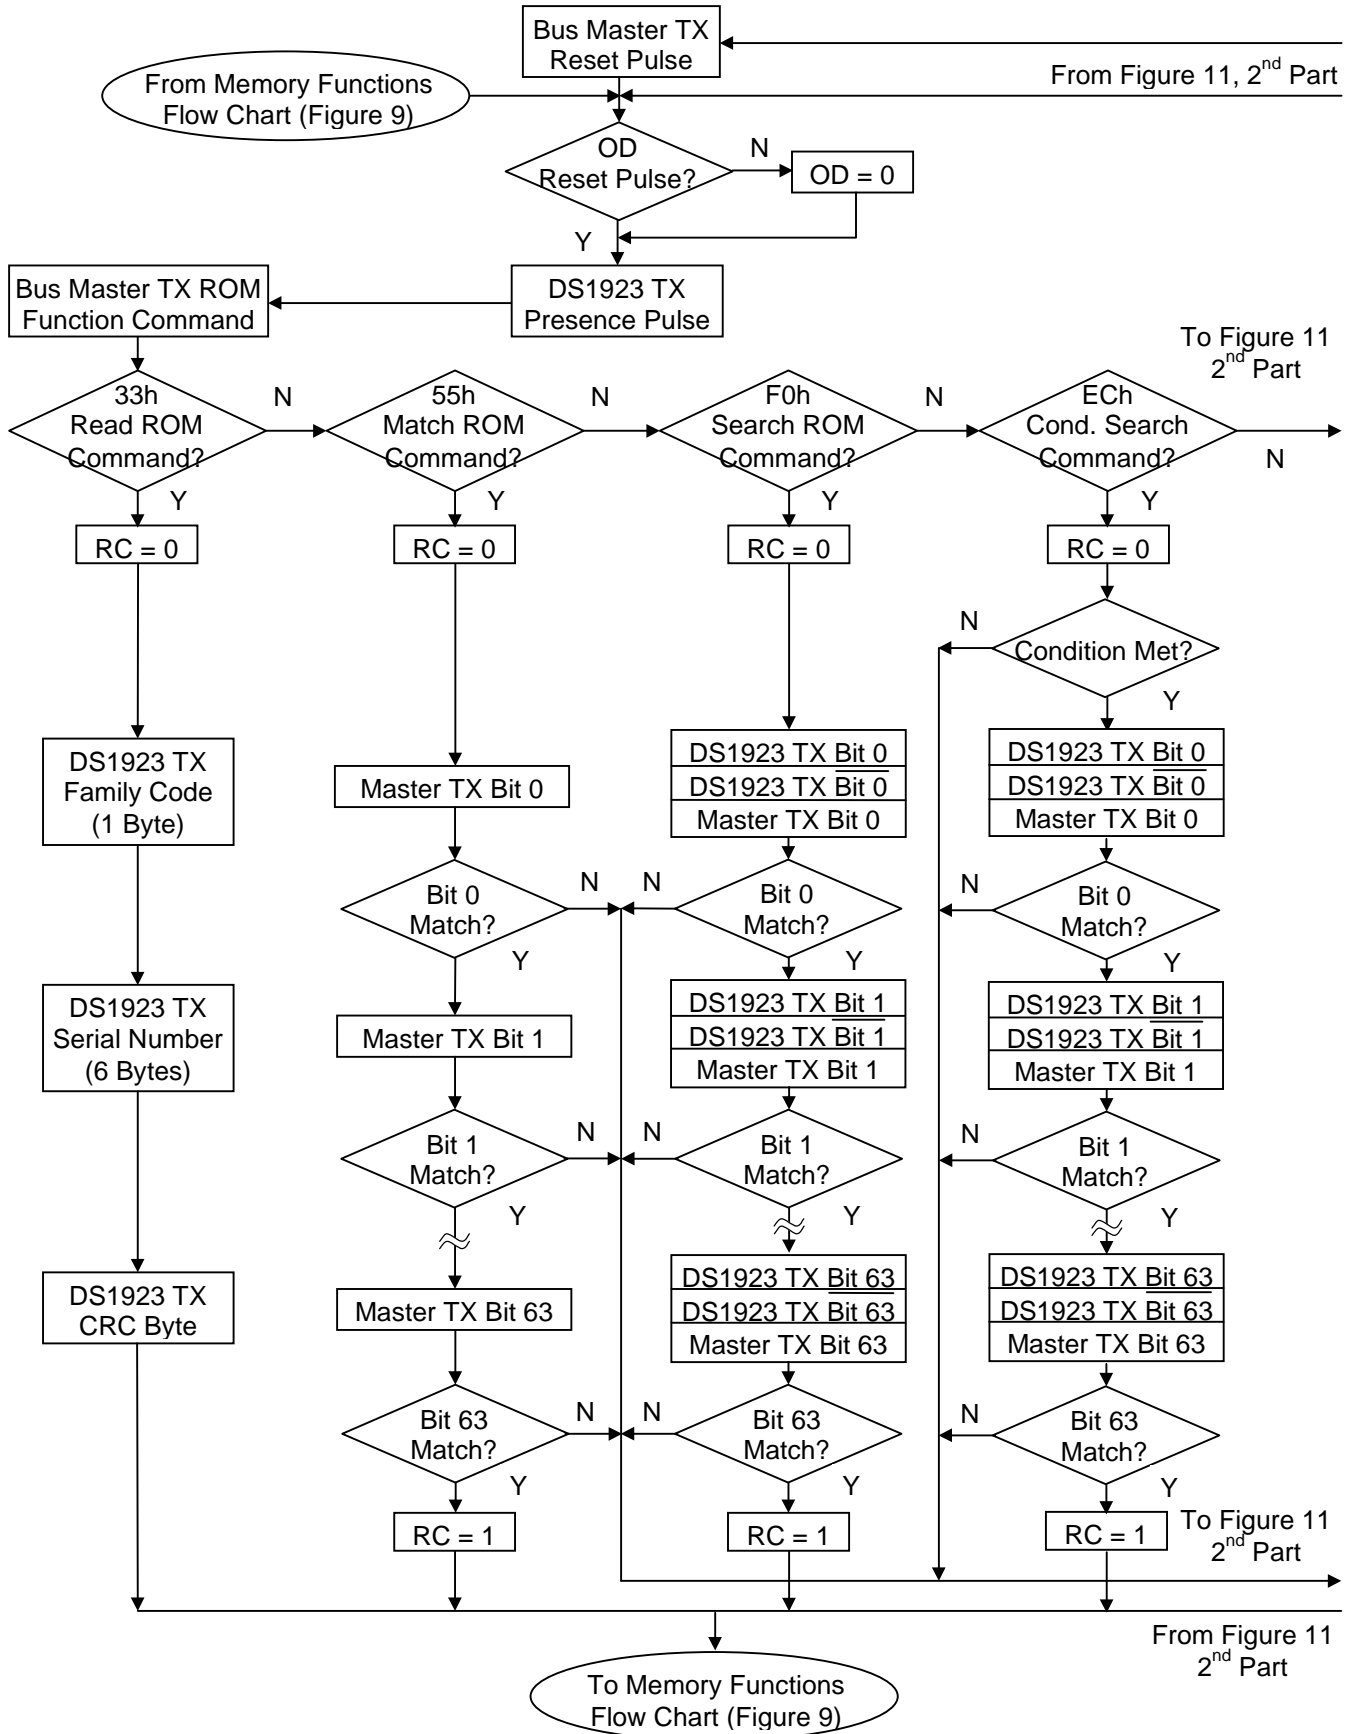 Bus Master TX
Reset Pulse
From Figure 11, 2nd Part
From Memory Functions
Flow Chart (Figure 9)
OD
Reset Pulse?
N
OD = 0
Y
Bus Master TX ROM
Function Command
DS1923 TX
Presence Pulse
To Figure 11
2nd Part
33h
Read ROM
Command?
N
55h
Match ROM
Command?
N
F0h
Search ROM
Command?
N
ECh
Cond. Search
Command?
N
Y
Y
Y
Y
RC = 0
RC = 0
RC = 0
RC = 0
N
Condition Met?
Y
DS1923 TX
Family Code
(1 Byte)
Master TX Bit 0
DS1923 TX Bit 0
DS1923 TX Bit 0
Master TX Bit 0
DS1923 TX Bit 0
DS1923 TX Bit 0
Master TX Bit 0
Bit 0
Match?
N
N
Bit 0
Match?
N
Bit 0
Match?
Y
Y
Y
DS1923 TX
Serial Number
(6 Bytes)
Master TX Bit 1
DS1923 TX Bit 1
DS1923 TX Bit 1
Master TX Bit 1
DS1923 TX Bit 1
DS1923 TX Bit 1
Master TX Bit 1
Bit 1
Match?
N
N
Bit 1
Match?
N
Bit 1
Match?
Y
Y
Y
DS1923 TX
CRC Byte
Master TX Bit 63
DS1923 TX Bit 63
DS1923 TX Bit 63
Master TX Bit 63
DS1923 TX Bit 63
DS1923 TX Bit 63
Master TX Bit 63
Bit 63
Match?
N
N
Bit 63
Match?
N
Bit 63
Match?
Y
Y
Y
RC = 1
RC = 1
RC = 1
To Figure 11
2nd Part
From Figure 11
2nd Part
To Memory Functions
Flow Chart (Figure 9)